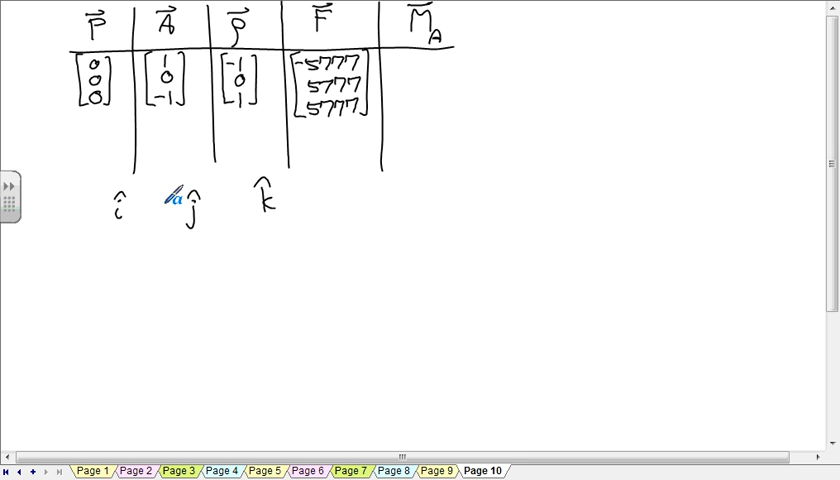 P A ρ F M_A
0 1 -1 -5777
0 0 0 5777
0 -1 1 5777
î ĵ k̂
a
Page 1 Page 2 Page 3 Page 4 Page 5 Page 6 Page 7 Page 8 Page 9 Page 10